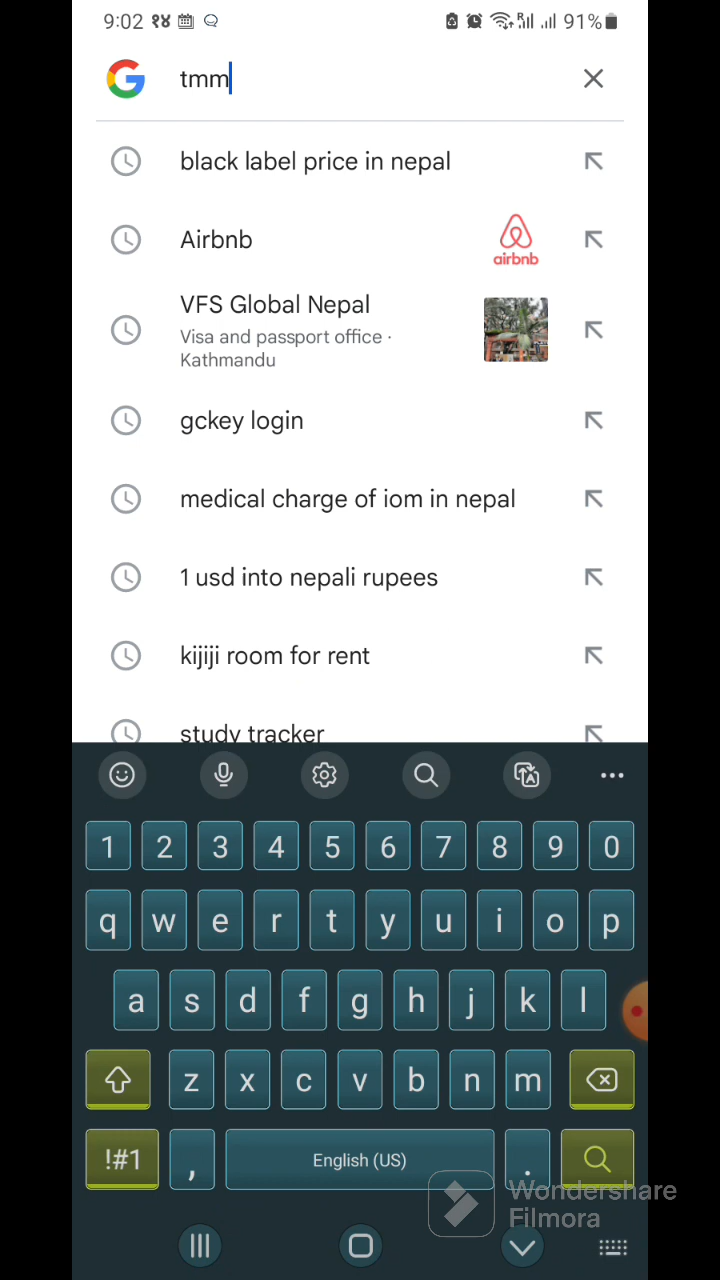 9:02 १४ 91%
G tmm
black label price in nepal
Airbnb
airbnb
VFS Global Nepal
Visa and passport office ·
Kathmandu
gckey login
medical charge of iom in nepal
1 usd into nepali rupees
kijiji room for rent
study tracker
1 2 3 4 5 6 7 8 9 0
q w e r t y u i o p
a s d f g h j k l
z x c v b n m
!#1 , English (US) .
Wondershare
Filmora